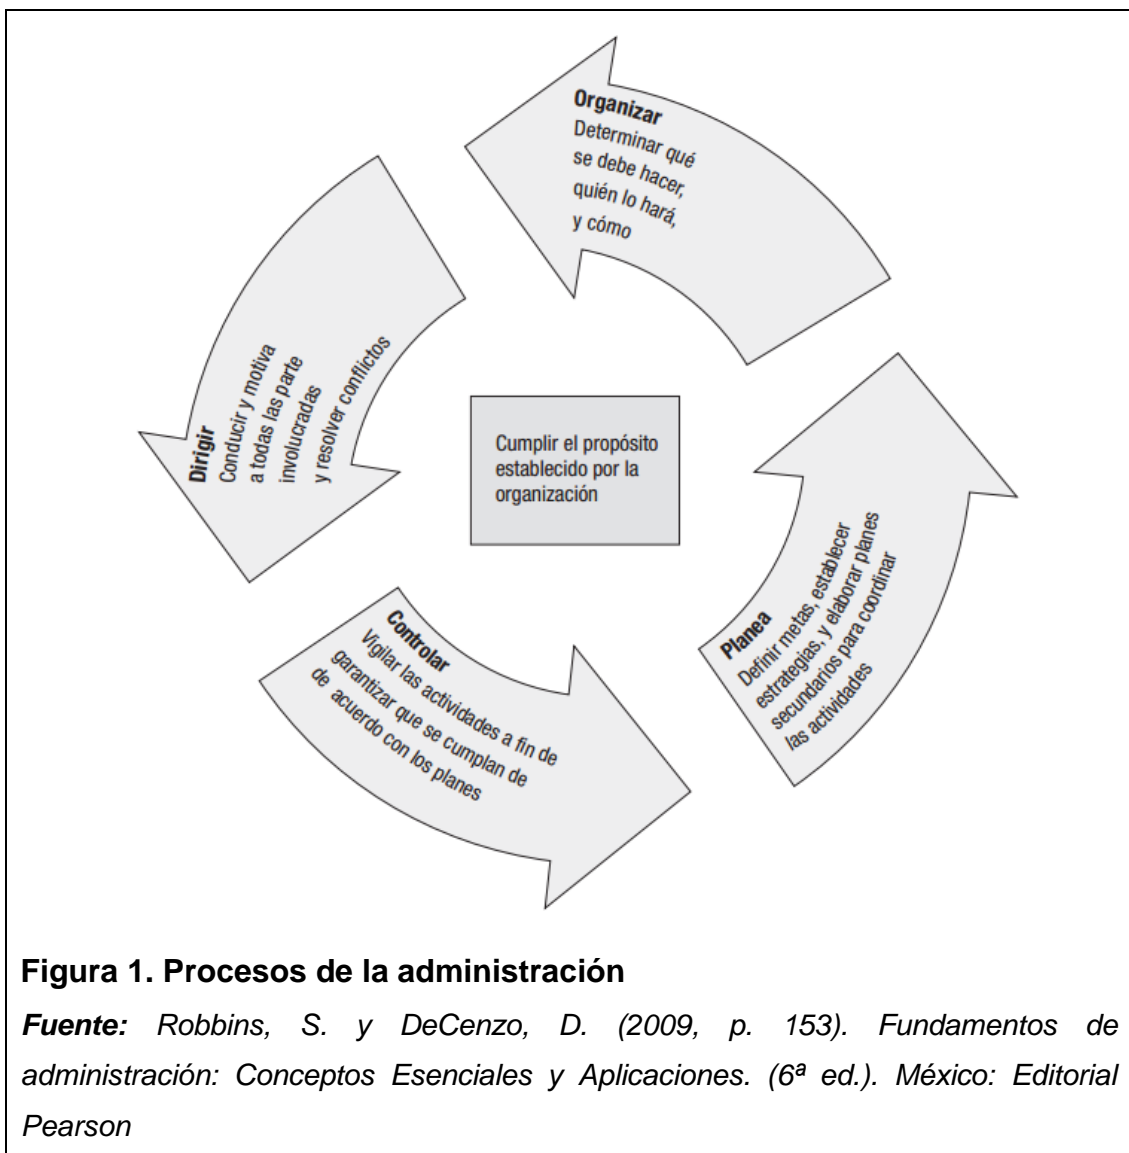 Organizar
Determinar qué
se debe hacer,
quién lo hará,
y cómo
Dirigir
Conducir y motiva
a todas las parte
involucradas
y resolver conflictos
Cumplir el propósito
establecido por la
organización
Planea
Definir metas, establecer
estrategias, y elaborar planes
secundarios para coordinar
las actividades
Controlar
Vigilar las actividades a fin de
garantizar que se cumplan de
de acuerdo con los planes
Figura 1. Procesos de la administración
Fuente: Robbins, S. y DeCenzo, D. (2009, p. 153). Fundamentos de
administración: Conceptos Esenciales y Aplicaciones. (6ª ed.). México: Editorial
Pearson